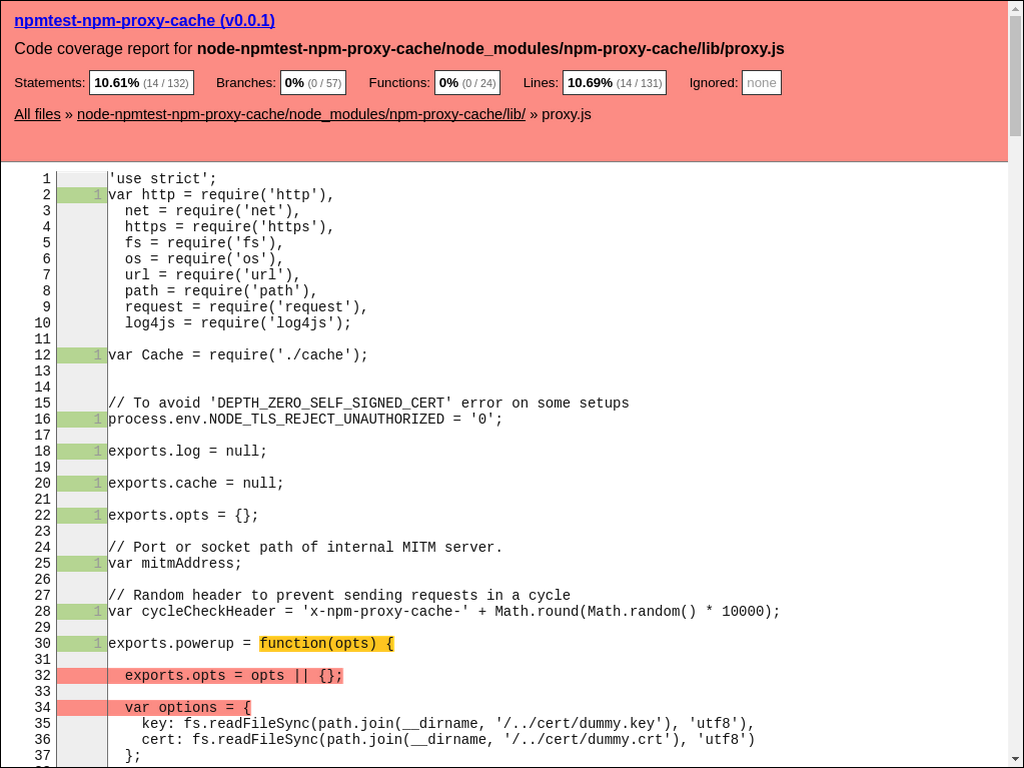 npmtest-npm-proxy-cache (v0.0.1)
Code coverage report for node-npmtest-npm-proxy-cache/node_modules/npm-proxy-cache/lib/proxy.js
Statements: 10.61% (14 / 132) Branches: 0% (0 / 57) Functions: 0% (0 / 24) Lines: 10.69% (14 / 131) Ignored: none
All files » node-npmtest-npm-proxy-cache/node_modules/npm-proxy-cache/lib/ » proxy.js
1 'use strict';
2 1 var http = require('http'),
3 net = require('net'),
4 https = require('https'),
5 fs = require('fs'),
6 os = require('os'),
7 url = require('url'),
8 path = require('path'),
9 request = require('request'),
10 log4js = require('log4js');
11
12 1 var Cache = require('./cache');
13
14
15 // To avoid 'DEPTH_ZERO_SELF_SIGNED_CERT' error on some setups
16 1 process.env.NODE_TLS_REJECT_UNAUTHORIZED = '0';
17
18 1 exports.log = null;
19
20 1 exports.cache = null;
21
22 1 exports.opts = {};
23
24 // Port or socket path of internal MITM server.
25 1 var mitmAddress;
26
27 // Random header to prevent sending requests in a cycle
28 1 var cycleCheckHeader = 'x-npm-proxy-cache-' + Math.round(Math.random() * 10000);
29
30 1 exports.powerup = function(opts) {
31
32 exports.opts = opts || {};
33
34 var options = {
35 key: fs.readFileSync(path.join(__dirname, '/../cert/dummy.key'), 'utf8'),
36 cert: fs.readFileSync(path.join(__dirname, '/../cert/dummy.crt'), 'utf8')
37 };